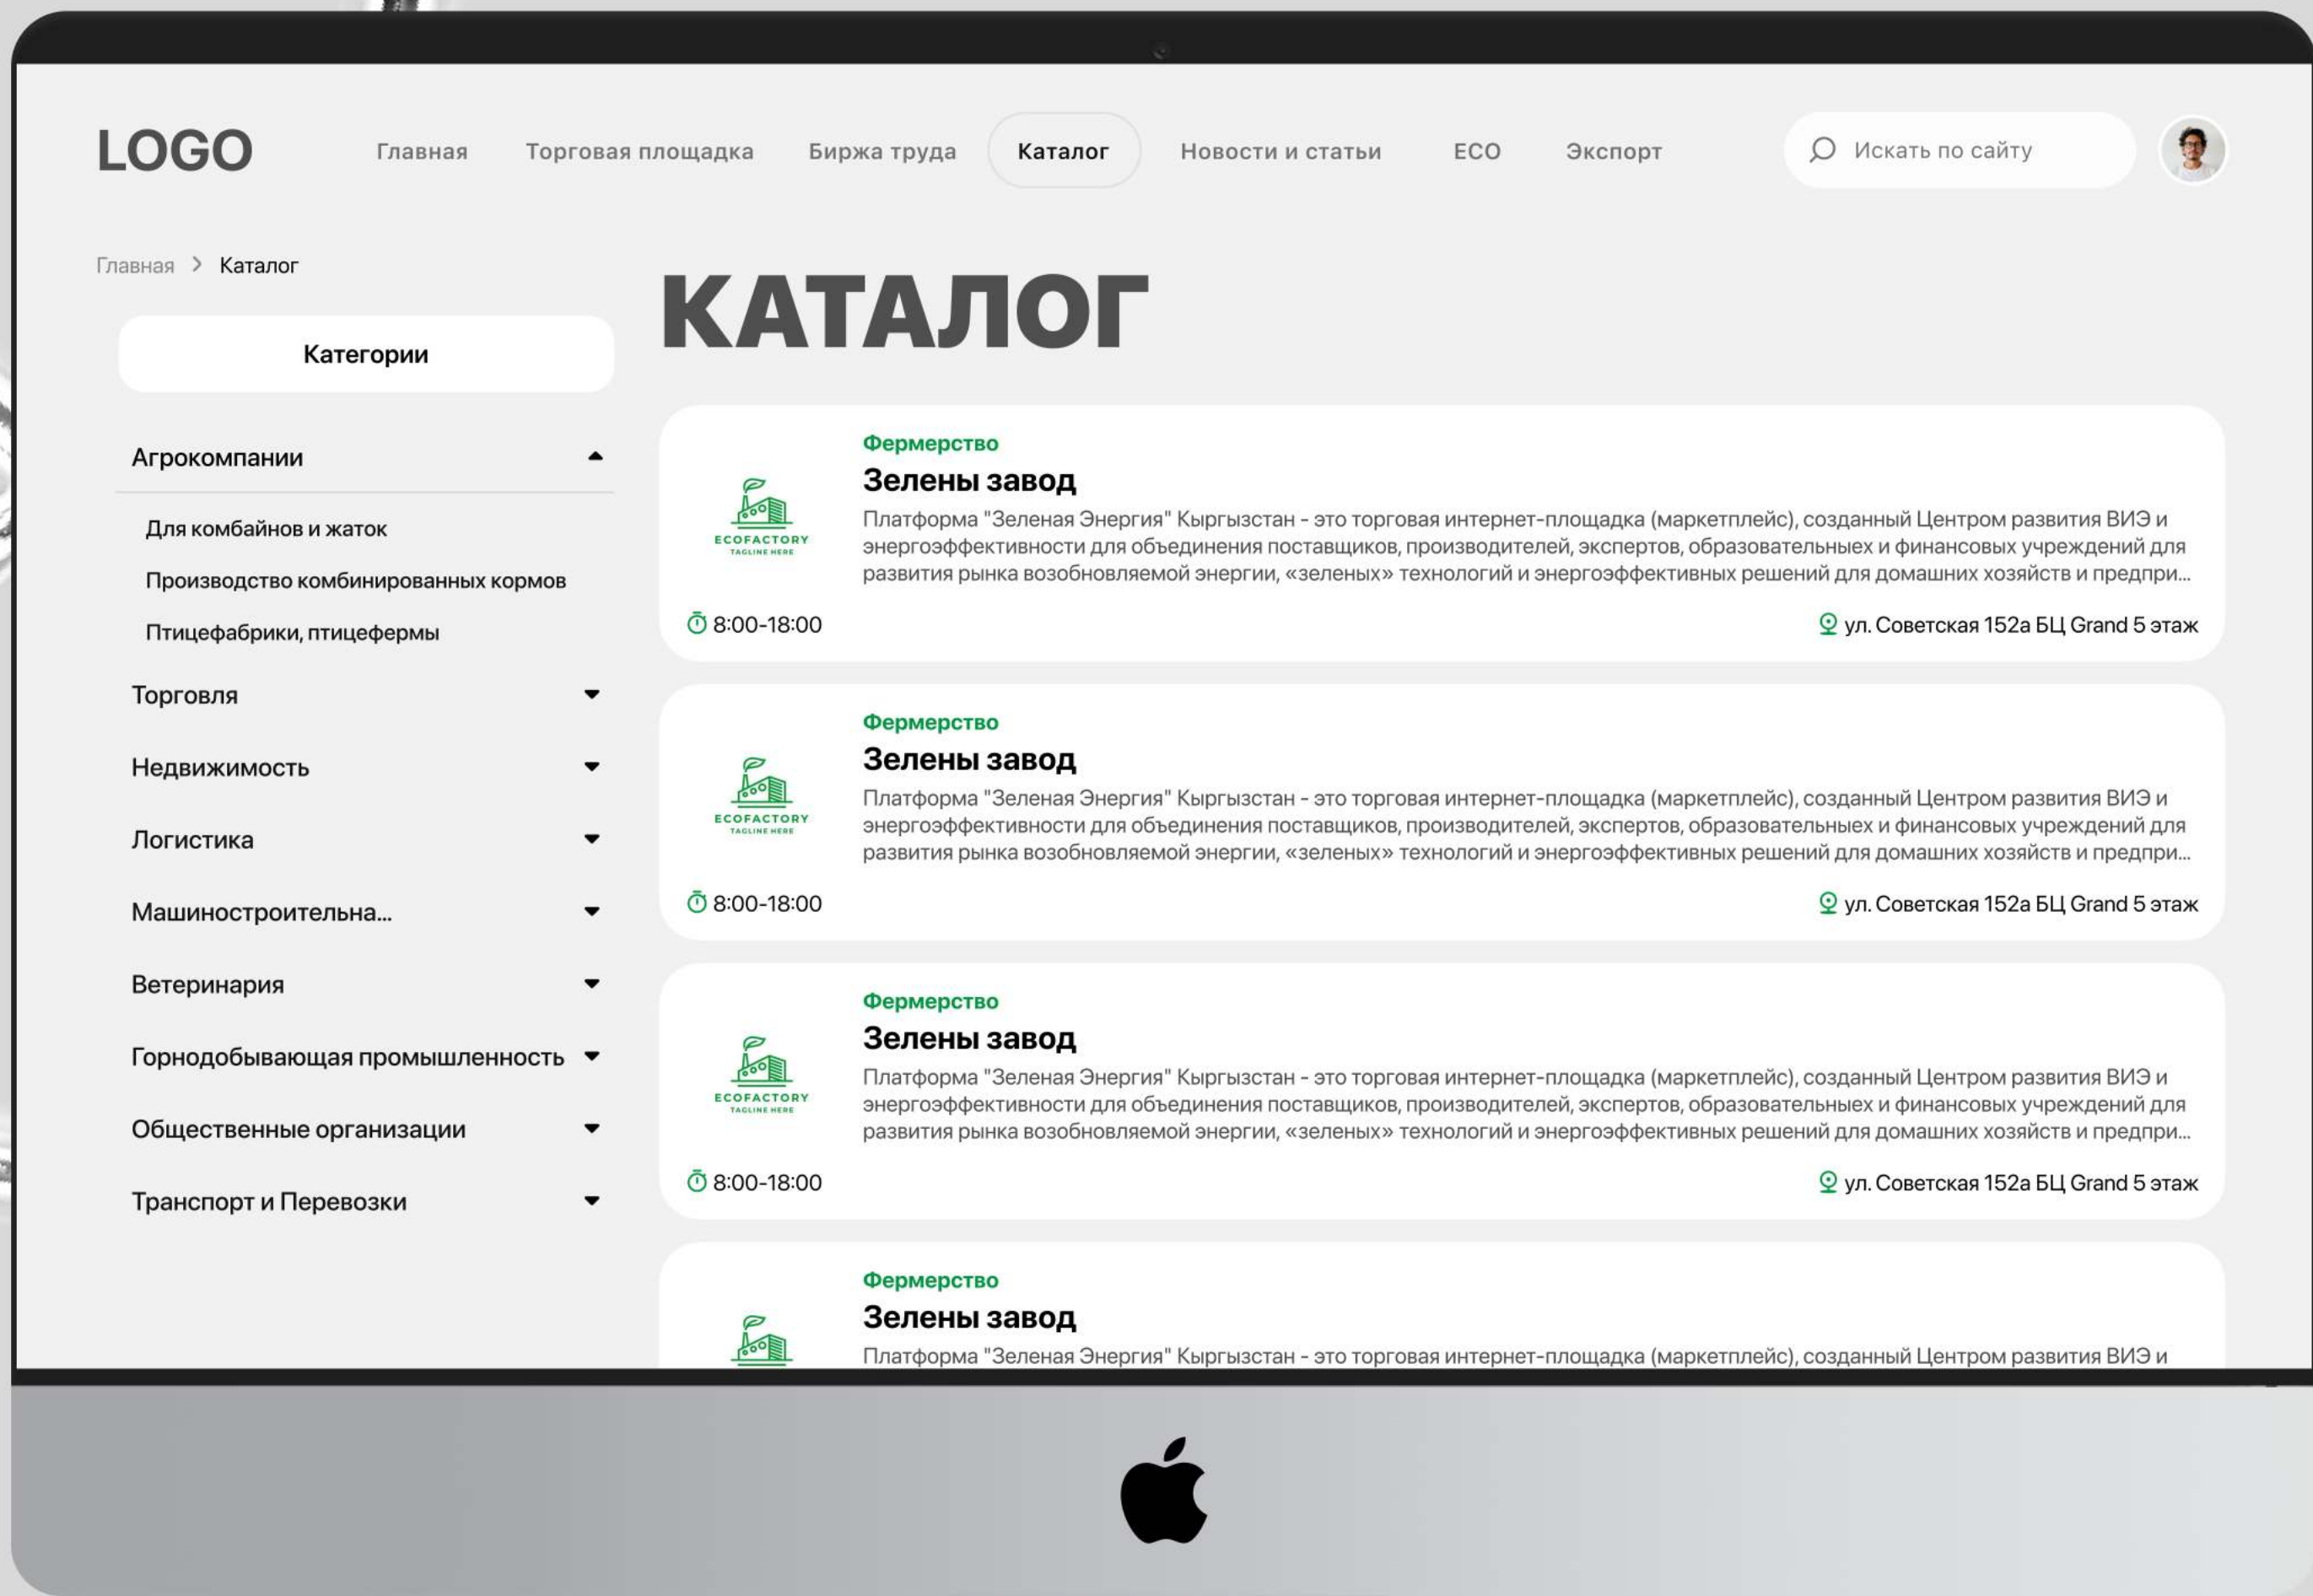 LOGO
Главная
Торговая площадка
Биржа труда
Каталог
Новости и статьи
ECO
Экспорт
Искать по сайту
Главная > Каталог
КАТАЛОГ
Категории
Агрокомпании
Для комбайнов и жаток
Производство комбинированных кормов
Птицефабрики, птицефермы
Торговля
Недвижимость
Логистика
Машиностроительна...
Ветеринария
Горнодобывающая промышленность
Общественные организации
Транспорт и Перевозки
Фермерство
Зелены завод
Платформа "Зеленая Энергия" Кыргызстан - это торговая интернет-площадка (маркетплейс), созданный Центром развития ВИЭ и
энергоэффективности для объединения поставщиков, производителей, экспертов, образовательныех и финансовых учреждений для
развития рынка возобновляемой энергии, «зеленых» технологий и энергоэффективных решений для домашних хозяйств и предпри...
ECOFACTORY
TAGLINE HERE
8:00-18:00
ул. Советская 152а БЦ Grand 5 этаж
Фермерство
Зелены завод
Платформа "Зеленая Энергия" Кыргызстан - это торговая интернет-площадка (маркетплейс), созданный Центром развития ВИЭ и
энергоэффективности для объединения поставщиков, производителей, экспертов, образовательныех и финансовых учреждений для
развития рынка возобновляемой энергии, «зеленых» технологий и энергоэффективных решений для домашних хозяйств и предпри...
ECOFACTORY
TAGLINE HERE
8:00-18:00
ул. Советская 152а БЦ Grand 5 этаж
Фермерство
Зелены завод
Платформа "Зеленая Энергия" Кыргызстан - это торговая интернет-площадка (маркетплейс), созданный Центром развития ВИЭ и
энергоэффективности для объединения поставщиков, производителей, экспертов, образовательныех и финансовых учреждений для
развития рынка возобновляемой энергии, «зеленых» технологий и энергоэффективных решений для домашних хозяйств и предпри...
ECOFACTORY
TAGLINE HERE
8:00-18:00
ул. Советская 152а БЦ Grand 5 этаж
Фермерство
Зелены завод
Платформа "Зеленая Энергия" Кыргызстан - это торговая интернет-площадка (маркетплейс), созданный Центром развития ВИЭ и